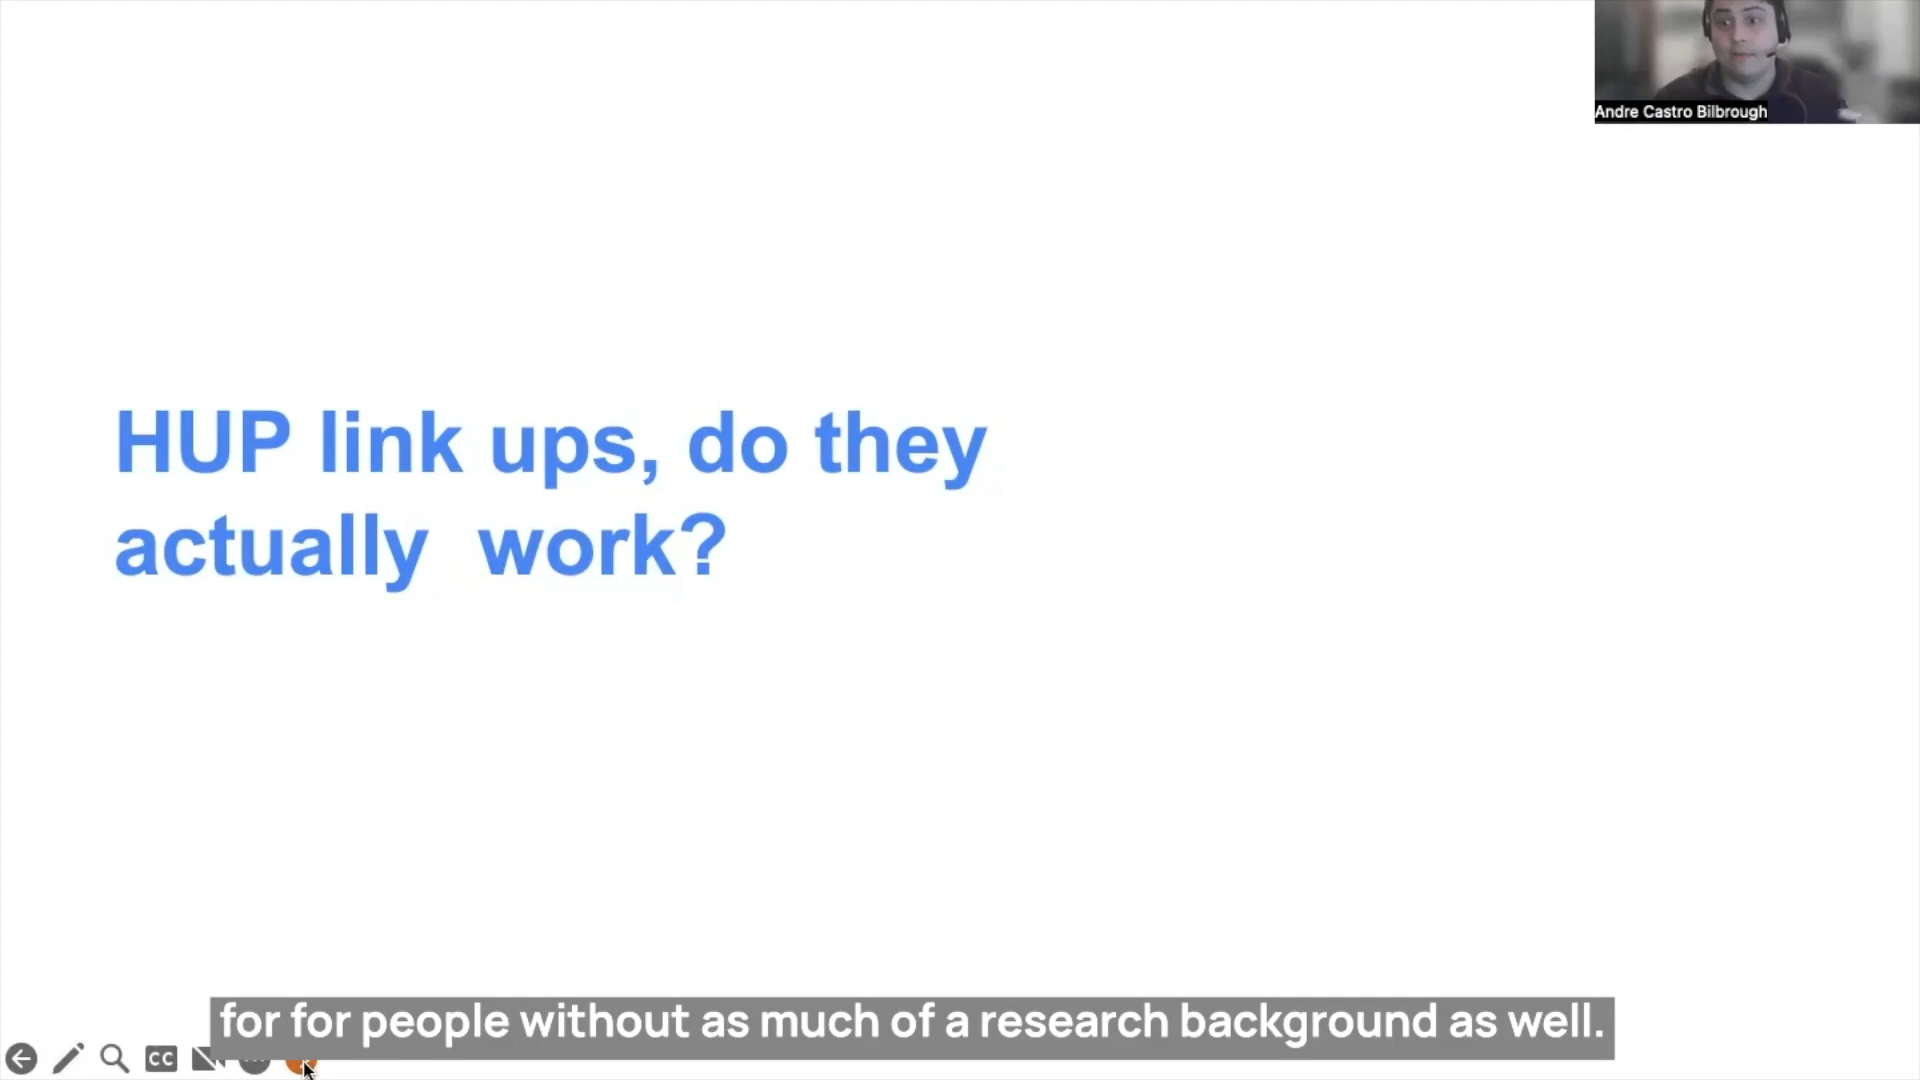 Andre Castro Bilbrough
HUP link ups, do they
actually work?
for for people without as much of a research background as well.
CC